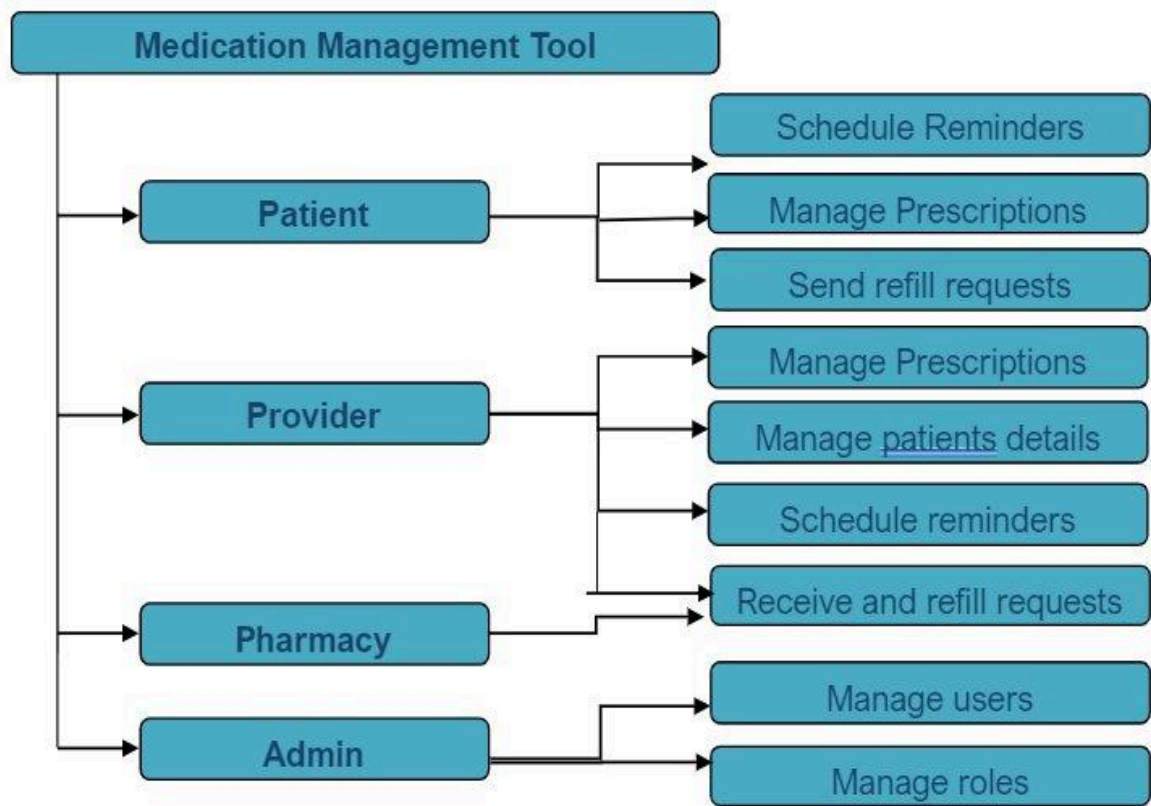 Medication Management Tool
Schedule Reminders
Patient
Manage Prescriptions
Send refill requests
Manage Prescriptions
Provider
Manage patients details
Schedule reminders
Receive and refill requests
Pharmacy
Manage users
Admin
Manage roles